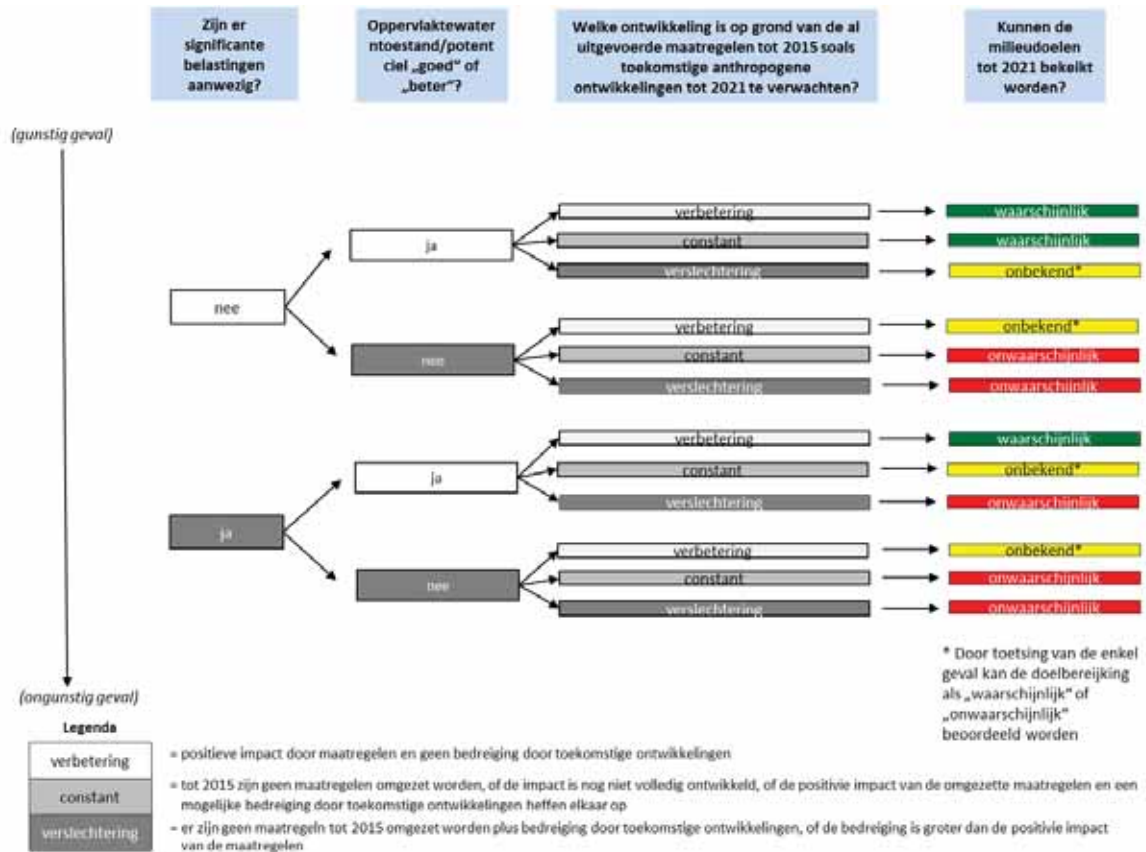 Zijn er
significante
belastingen
aanwezig?
Oppervlaktewater
ntoestand/potent
ciel „goed" of
„beter"?
Welke ontwikkeling is op grond van de al
uitgevoerde maatregelen tot 2015 soals
toekomstige anthropogene
ontwikkelingen tot 2021 te verwachten?
Kunnen de
milieudoelen
tot 2021 bekeikt
worden?
(gunstig geval)
nee
ja
verbetering
waarschijnlijk
constant
waarschijnlijk
verslechtering
onbekend*
nee
verbetering
onbekend*
constant
onwaarschijnlijk
verslechtering
onwaarschijnlijk
ja
ja
verbetering
waarschijnlijk
constant
onbekend*
verslechtering
onwaarschijnlijk
nee
verbetering
onbekend*
constant
onwaarschijnlijk
verslechtering
onwaarschijnlijk
(ongunstig geval)
* Door toetsing van de enkel
geval kan de doelbereijking
als „waarschijnlijk" of
„onwaarschijnlijk"
beoordeeld worden
Legenda
verbetering
= positieve impact door maatregelen en geen bedreiging door toekomstige ontwikkelingen
constant
= tot 2015 zijn geen maatregelen omgezet worden, of de impact is nog niet volledig ontwikkeld, of de positivie impact van de omgezette maatregelen en een
mogelijke bedreiging door toekomstige ontwikkelingen heffen elkaar op
verslechtering
= er zijn geen maatregeln tot 2015 omgezet worden plus bedreiging door toekomstige ontwikkelingen, of de bedreiging is groter dan de positivie impact
van de maatregelen